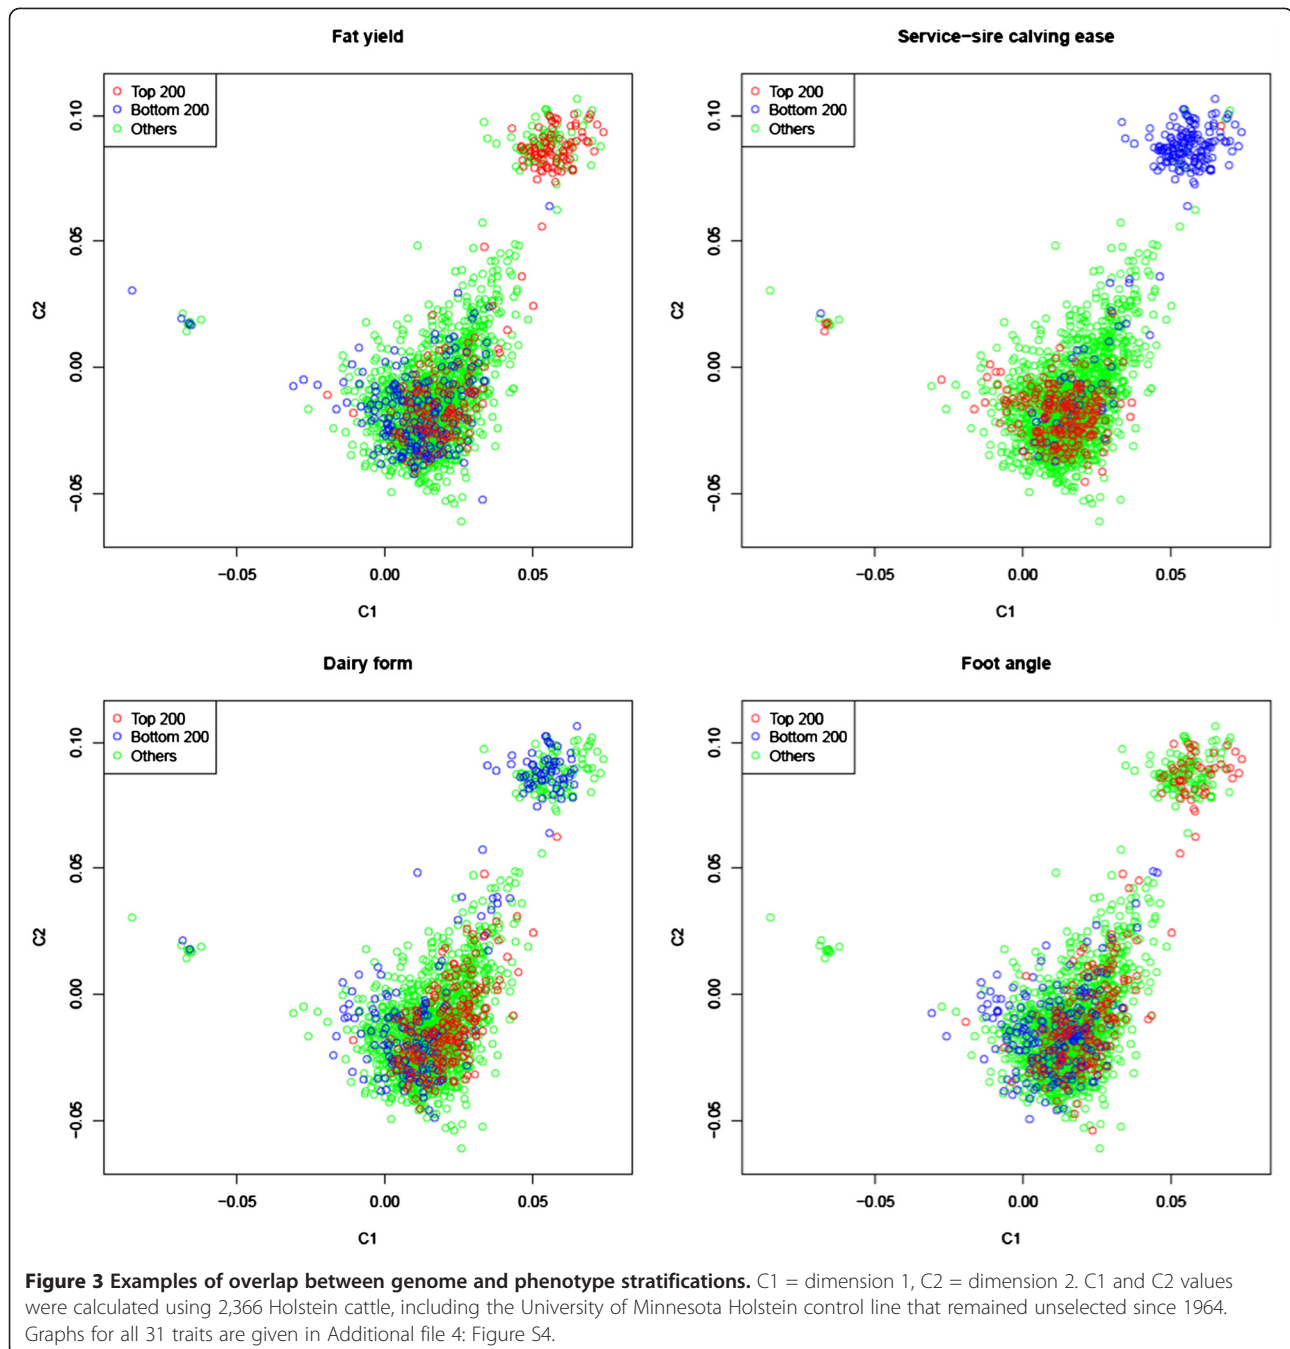 Fat yield
Top 200
Bottom 200
Others
0.10
0.05
0.00
−0.05
C2
−0.05
0.00
0.05
C1
Service−sire calving ease
Top 200
Bottom 200
Others
0.10
0.05
0.00
−0.05
C2
−0.05
0.00
0.05
C1
Dairy form
Top 200
Bottom 200
Others
0.10
0.05
0.00
−0.05
C2
−0.05
0.00
0.05
C1
Foot angle
Top 200
Bottom 200
Others
0.10
0.05
0.00
−0.05
C2
−0.05
0.00
0.05
C1
Figure 3 Examples of overlap between genome and phenotype stratifications. C1 = dimension 1, C2 = dimension 2. C1 and C2 values
were calculated using 2,366 Holstein cattle, including the University of Minnesota Holstein control line that remained unselected since 1964.
Graphs for all 31 traits are given in Additional file 4: Figure S4.